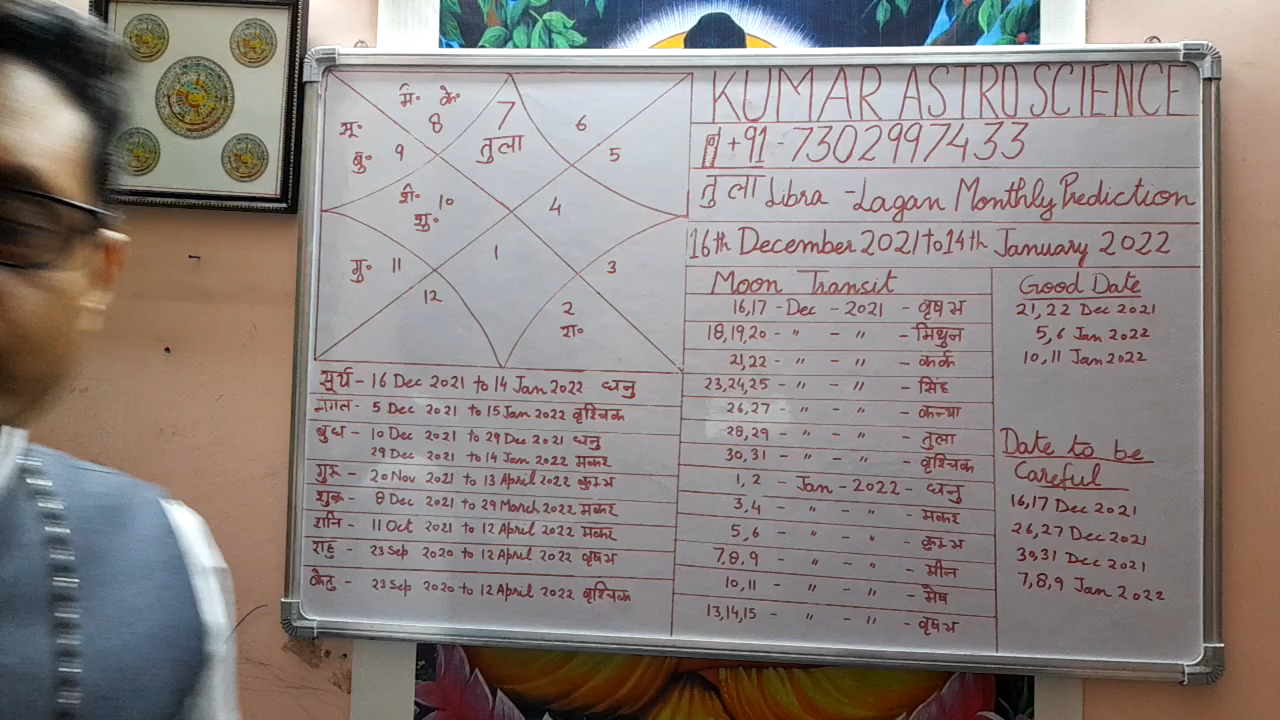 मं॰ के॰
8
7
तुला
6
सू॰
बु॰ 9
5
श॰ 10
शु॰
4
1
गु॰ 11
3
12
2
रा॰
सूर्य - 16 Dec 2021 to 14 Jan 2022 धनु
मंगल - 5 Dec 2021 to 15 Jan 2022 वृश्चिक
बुध - 10 Dec 2021 to 29 Dec 2021 धनु
29 Dec 2021 to 14 Jan 2022 मकर
गुरु - 20 Nov 2021 to 13 April 2022 कुम्भ
शुक्र - 8 Dec 2021 to 29 March 2022 मकर
शनि - 11 Oct 2021 to 12 April 2022 मकर
राहु - 23 Sep 2020 to 12 April 2022 वृषभ
केतु - 23 Sep 2020 to 12 April 2022 वृश्चिक
KUMAR ASTRO SCIENCE
+91-7302997433
तुला Libra - Lagan Monthly Prediction
16th December 2021 to 14th January 2022
Moon Transit
16,17 - Dec - 2021 - वृषभ
18,19,20 - " - " - मिथुन
21,22 - " - " - कर्क
23,24,25 - " - " - सिंह
26,27 - " - " - कन्या
28,29 - " - " - तुला
30,31 - " - " - वृश्चिक
1, 2 - Jan - 2022 - धनु
3,4 - " - " - मकर
5,6 - " - " - कुम्भ
7,8,9 - " - " - मीन
10,11 - " - " - मेष
13,14,15 - " - " - वृषभ
Good Date
21, 22 Dec 2021
5, 6 Jan 2022
10, 11 Jan 2022
Date to be
Careful
16,17 Dec 2021
26,27 Dec 2021
30,31 Dec 2021
7,8,9 Jan 2022